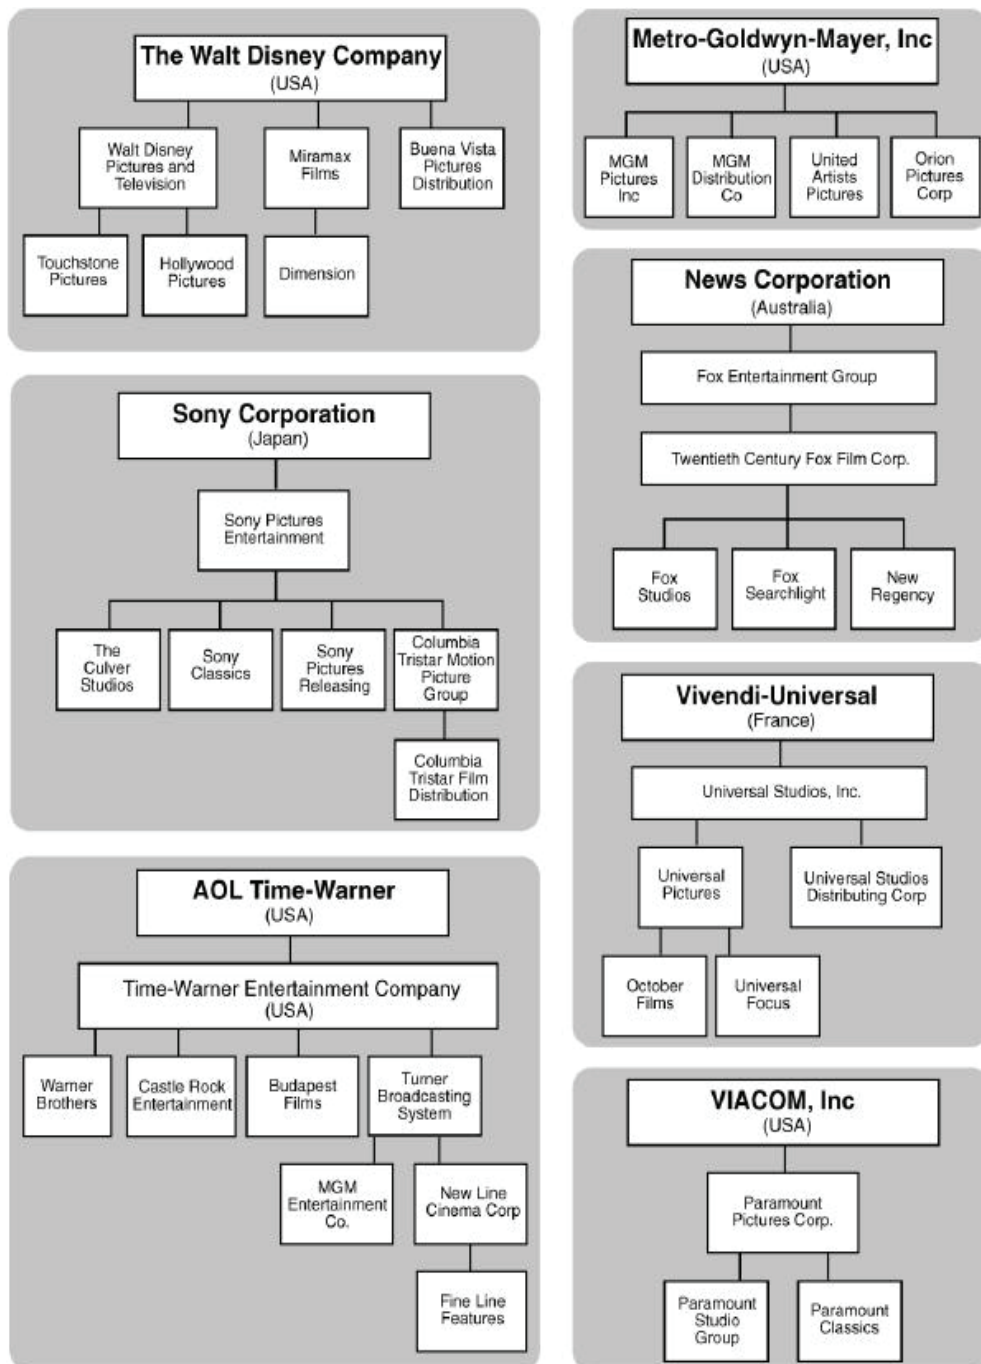 The Walt Disney Company
(USA)
Walt Disney
Pictures and
Television
Miramax
Films
Buena Vista
Pictures
Distribution
Touchstone
Pictures
Hollywood
Pictures
Dimension
Sony Corporation
(Japan)
Sony Pictures
Entertainment
The
Culver
Studios
Sony
Classics
Sony
Pictures
Releasing
Columbia
Tristar Motion
Picture
Group
Columbia
Tristar Film
Distribution
AOL Time-Warner
(USA)
Time-Warner Entertainment Company
(USA)
Warner
Brothers
Castle Rock
Entertainment
Budapest
Films
Turner
Broadcasting
System
MGM
Entertainment
Co.
New Line
Cinema Corp
Fine Line
Features
Metro-Goldwyn-Mayer, Inc
(USA)
MGM
Pictures
Inc
MGM
Distribution
Co
United
Artists
Pictures
Orion
Pictures
Corp
News Corporation
(Australia)
Fox Entertainment Group
Twentieth Century Fox Film Corp.
Fox
Studios
Fox
Searchlight
New
Regency
Vivendi-Universal
(France)
Universal Studios, Inc.
Universal
Pictures
Universal Studios
Distributing Corp
October
Films
Universal
Focus
VIACOM, Inc
(USA)
Paramount
Pictures Corp.
Paramount
Studio
Group
Paramount
Classics